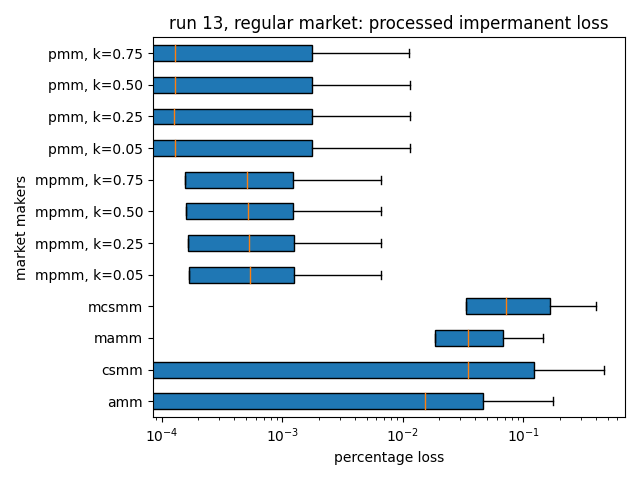 run 13, regular market: processed impermanent loss
market makers
pmm, k=0.75
pmm, k=0.50
pmm, k=0.25
pmm, k=0.05
mpmm, k=0.75
mpmm, k=0.50
mpmm, k=0.25
mpmm, k=0.05
mcsmm
mamm
csmm
amm
10⁻⁴ 10⁻³ 10⁻² 10⁻¹
percentage loss